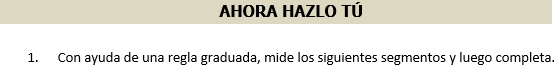 AHORA HAZLO TÚ
1. Con ayuda de una regla graduada, mide los siguientes segmentos y luego completa.